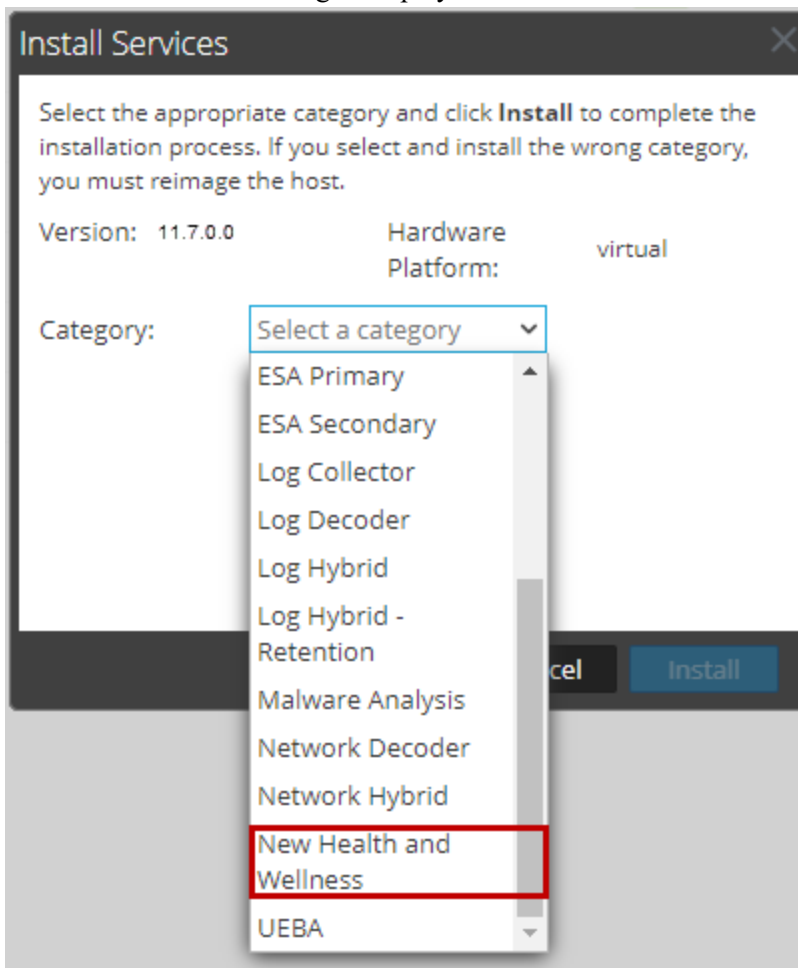 Install Services
Select the appropriate category and click Install to complete the
installation process. If you select and install the wrong category,
you must reimage the host.
Version: 11.7.0.0
Hardware
Platform:
virtual
Category:
Select a category
ESA Primary
ESA Secondary
Log Collector
Log Decoder
Log Hybrid
Log Hybrid -
Retention
cel
Install
Malware Analysis
Network Decoder
Network Hybrid
New Health and
Wellness
UEBA